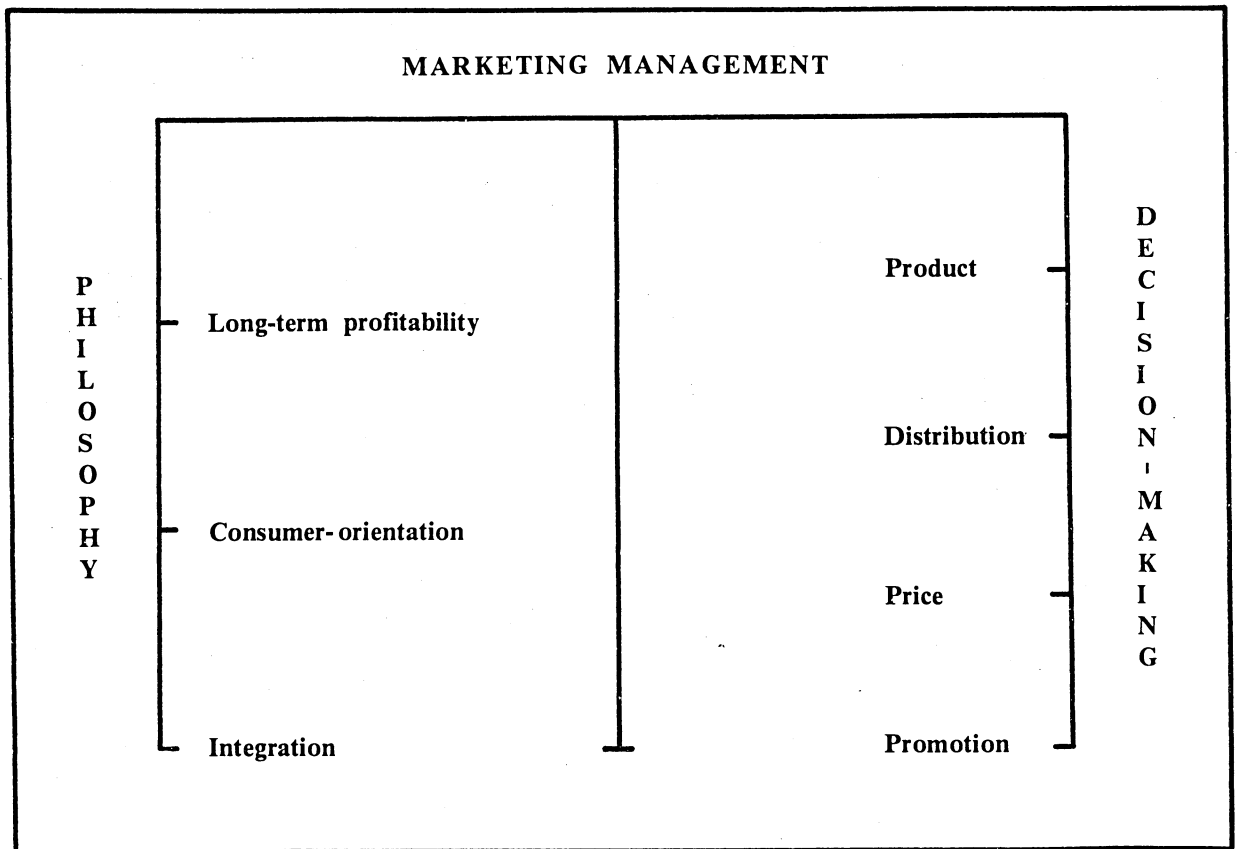 MARKETING MANAGEMENT
PHILOSOPHY
Long-term profitability
Consumer-orientation
Integration
Product
Distribution
Price
Promotion
DECISION-MAKING